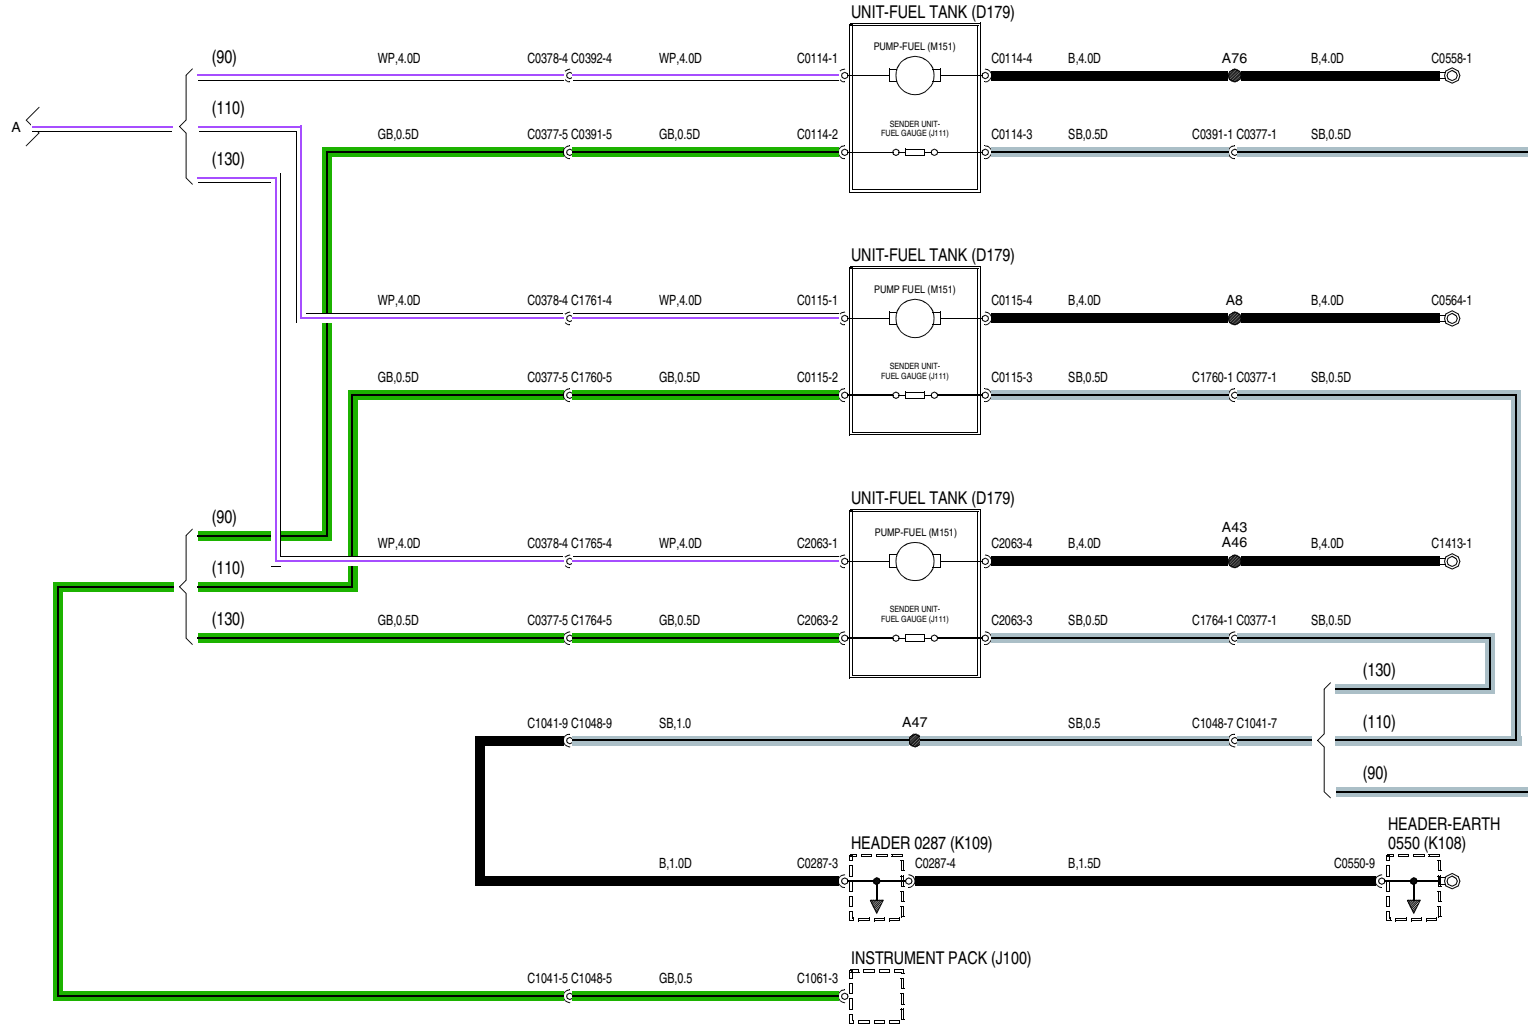 UNIT-FUEL TANK (D179)
PUMP-FUEL (M151)
(90)
WP,4.0D
C0378-4 C0392-4
WP,4.0D
C0114-1
C0114-4
B,4.0D
A76
B,4.0D
C0558-1
A
(110)
GB,0.5D
C0377-5 C0391-5
GB,0.5D
C0114-2
SENDER UNIT-
FUEL GAUGE (J111)
C0114-3
SB,0.5D
C0391-1 C0377-1
SB,0.5D
(130)
UNIT-FUEL TANK (D179)
PUMP FUEL (M151)
WP,4.0D
C0378-4 C1761-4
WP,4.0D
C0115-1
C0115-4
B,4.0D
A8
B,4.0D
C0564-1
GB,0.5D
C0377-5 C1760-5
GB,0.5D
C0115-2
SENDER UNIT-
FUEL GAUGE (J111)
C0115-3
SB,0.5D
C1760-1 C0377-1
SB,0.5D
UNIT-FUEL TANK (D179)
PUMP-FUEL (M151)
(90)
WP,4.0D
C0378-4 C1765-4
WP,4.0D
C2063-1
C2063-4
B,4.0D
A43
A46
B,4.0D
C1413-1
(110)
(130)
GB,0.5D
C0377-5 C1764-5
GB,0.5D
C2063-2
SENDER UNIT-
FUEL GAUGE (J111)
C2063-3
SB,0.5D
C1764-1 C0377-1
SB,0.5D
(130)
C1041-9 C1048-9
SB,1.0
A47
SB,0.5
C1048-7 C1041-7
(110)
(90)
HEADER 0287 (K109)
HEADER-EARTH
0550 (K108)
B,1.0D
C0287-3
C0287-4
B,1.5D
C0550-9
INSTRUMENT PACK (J100)
C1041-5 C1048-5
GB,0.5
C1061-3